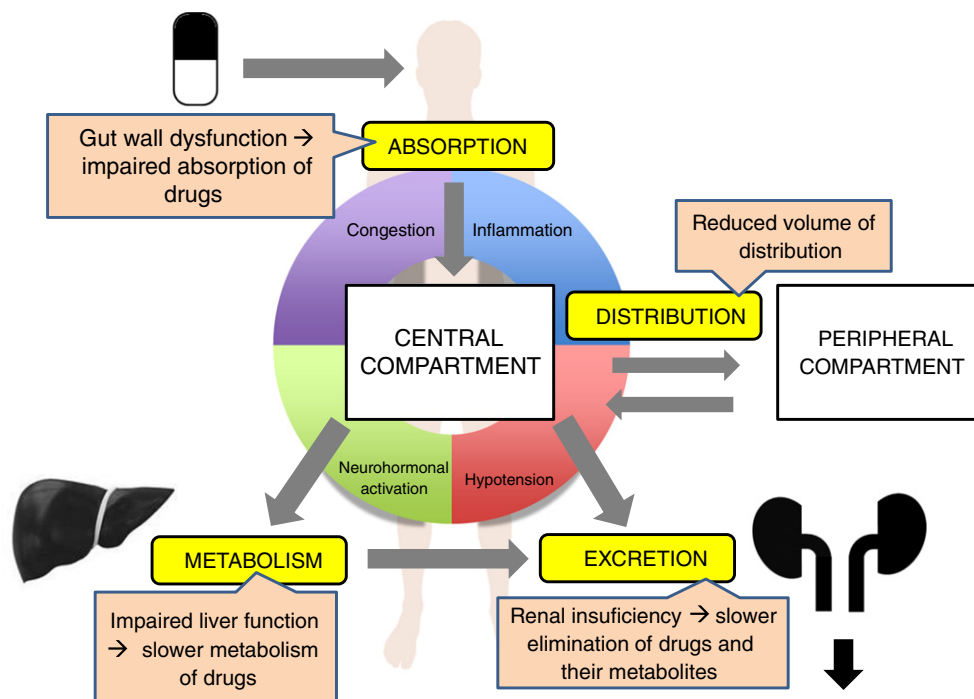 Gut wall dysfunction →
impaired absorption of
drugs
ABSORPTION
Congestion
Inflammation
Reduced volume of
distribution
DISTRIBUTION
CENTRAL
COMPARTMENT
PERIPHERAL
COMPARTMENT
Neurohormonal
activation
Hypotension
METABOLISM
EXCRETION
Impaired liver function
→ slower metabolism
of drugs
Renal insuficiency → slower
elimination of drugs and
their metabolites